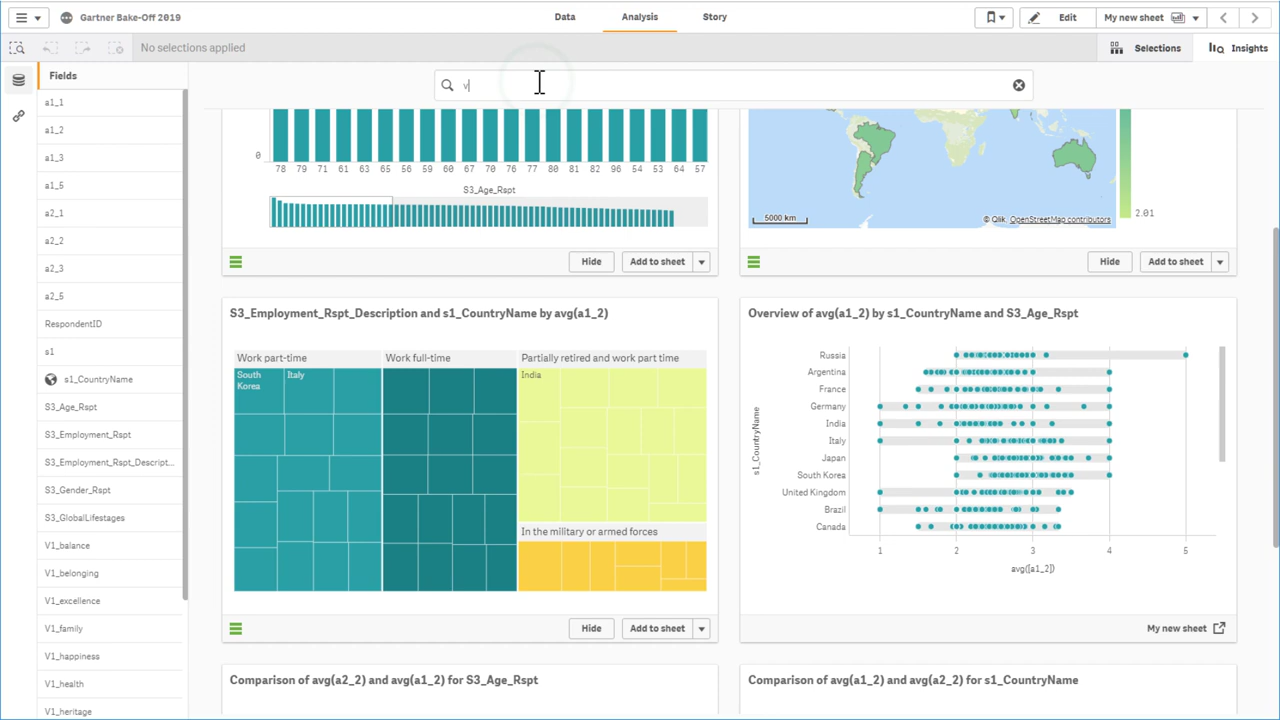 Gartner Bake-Off 2019
Data
Analysis
Story
Edit
My new sheet
No selections applied
Selections
Insights
Fields
a1_1
a1_2
a1_3
a1_5
a2_1
a2_2
a2_3
a2_5
RespondentID
s1
s1_CountryName
S3_Age_Rspt
S3_Employment_Rspt
S3_Employment_Rspt_Descript...
S3_Gender_Rspt
S3_GlobalLifestages
V1_balance
V1_belonging
V1_excellence
V1_family
V1_happiness
V1_health
V1_heritage
v
0
78 79 71 61 63 65 56 59 60 67 70 76 77 80 81 82 96 54 53 64 57
S3_Age_Rspt
Hide
Add to sheet
5000 km
© Qlik, OpenStreetMap contributors
2.01
Hide
Add to sheet
S3_Employment_Rspt_Description and s1_CountryName by avg(a1_2)
Work part-time
Work full-time
Partially retired and work part time
South Korea
Italy
India
In the military or armed forces
Hide
Add to sheet
Overview of avg(a1_2) by s1_CountryName and S3_Age_Rspt
s1_CountryName
Russia
Argentina
France
Germany
India
Italy
Japan
South Korea
United Kingdom
Brazil
Canada
1 2 3 4 5
avg([a1_2])
My new sheet
Comparison of avg(a2_2) and avg(a1_2) for S3_Age_Rspt
Comparison of avg(a1_2) and avg(a2_2) for s1_CountryName